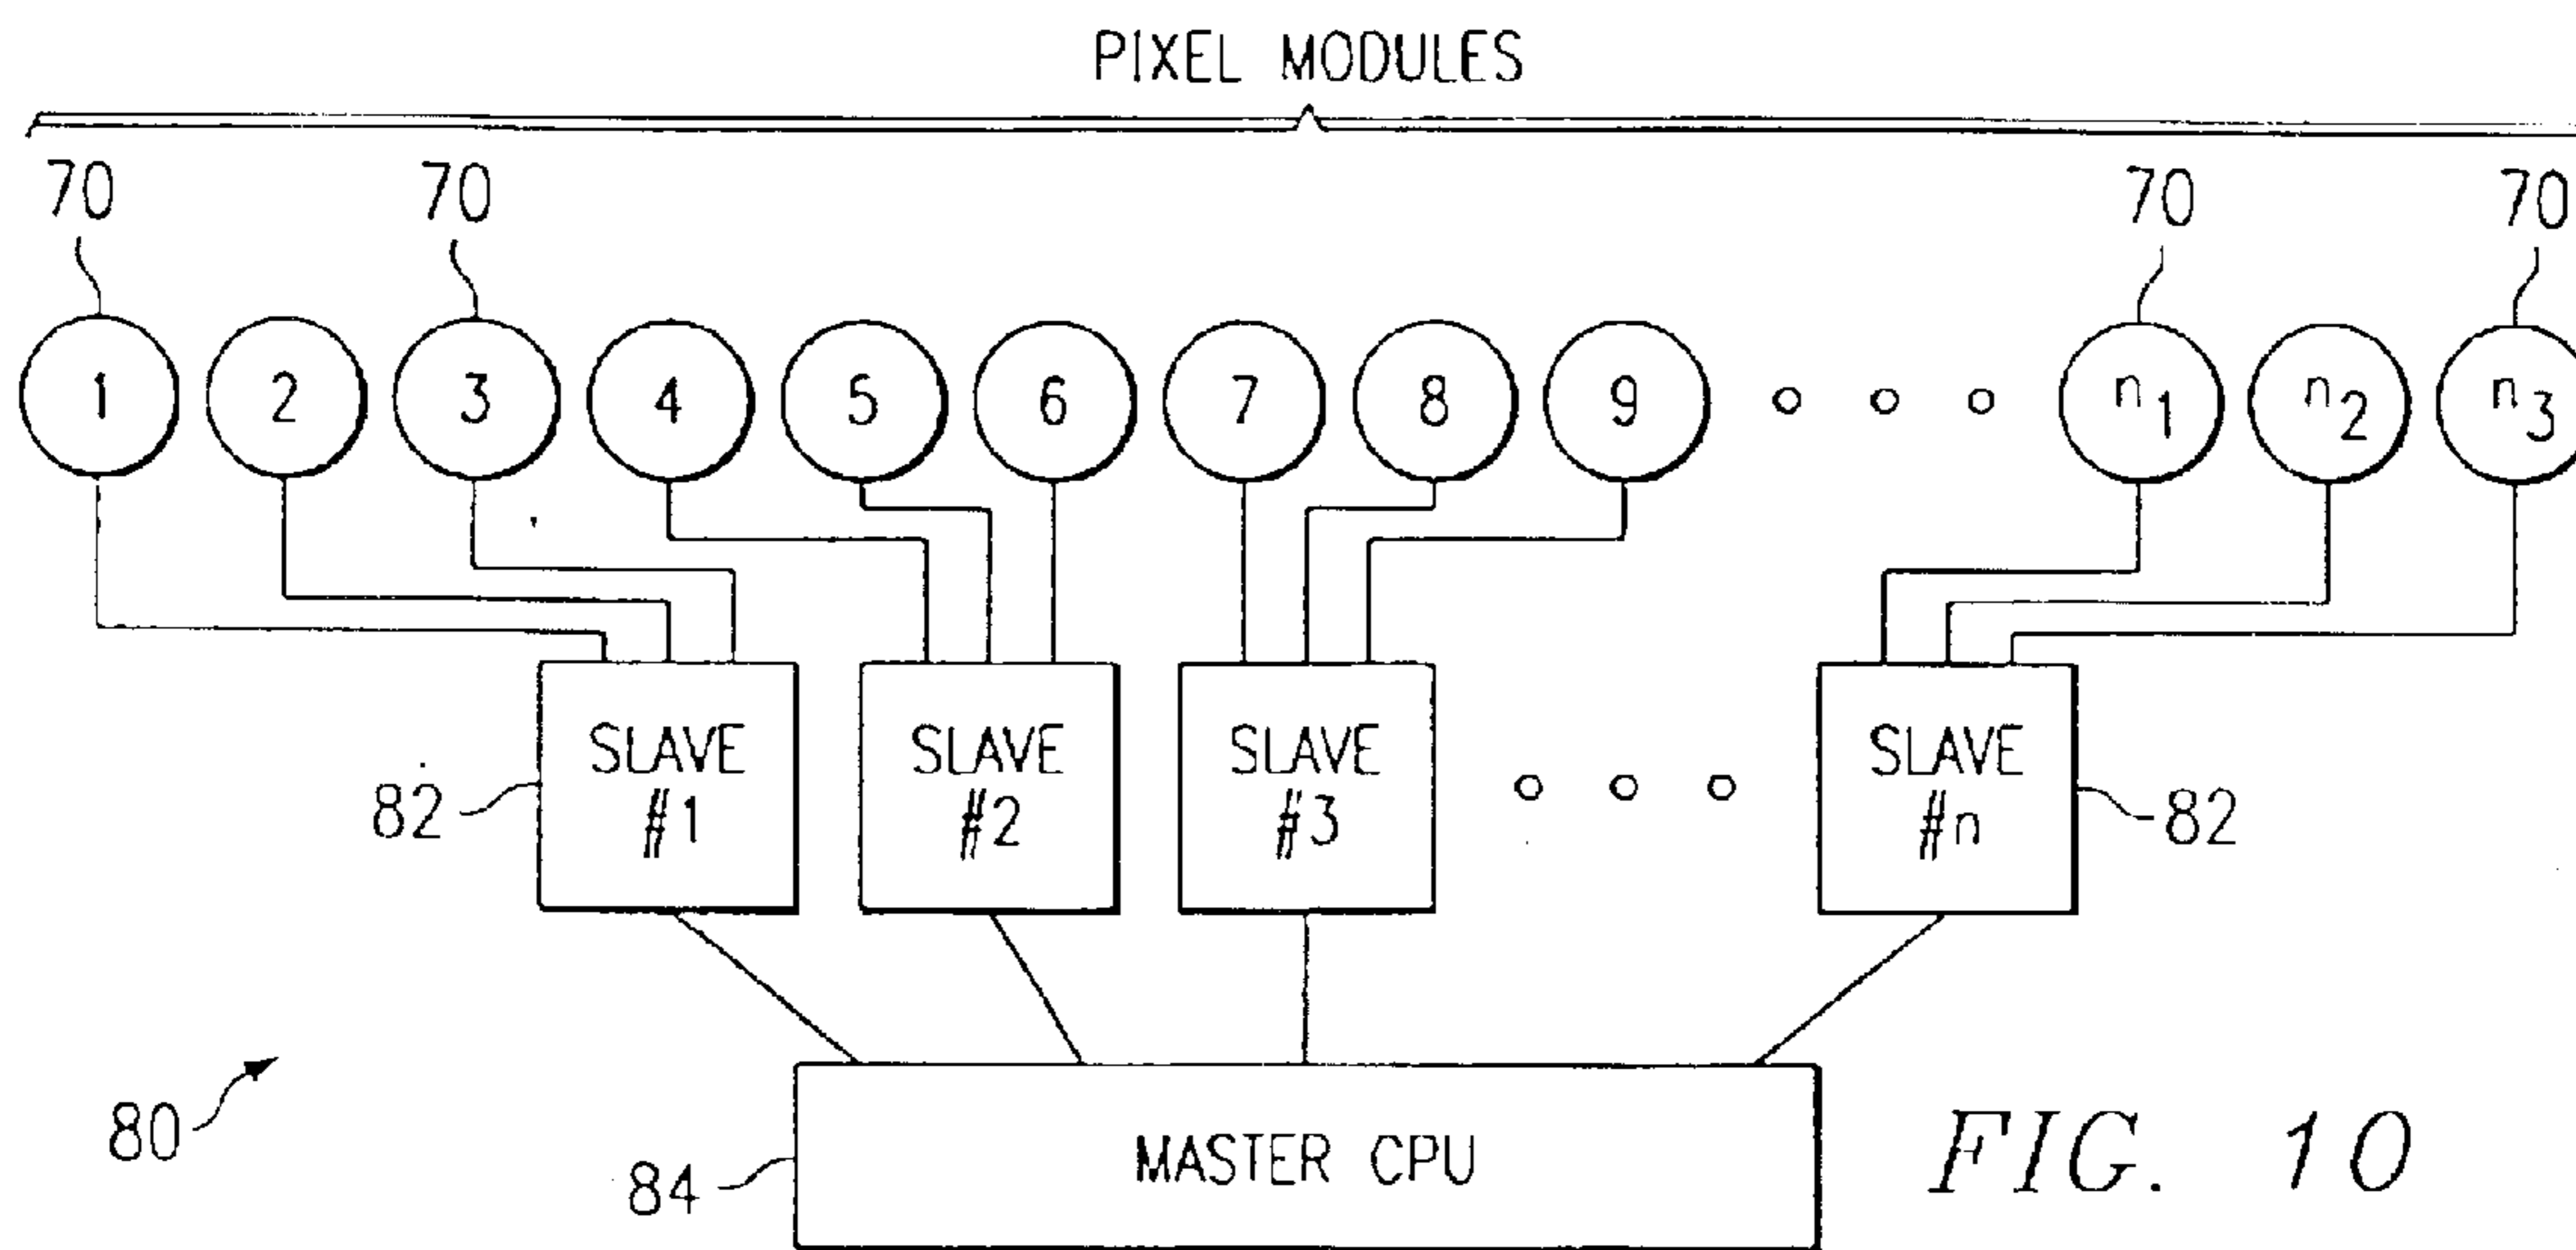 PIXEL MODULES
70 70 70 70
1 2 3 4 5 6 7 8 9 n1 n2 n3
SLAVE #1
SLAVE #2
SLAVE #3
SLAVE #n
82 82
80
84
MASTER CPU
FIG. 10